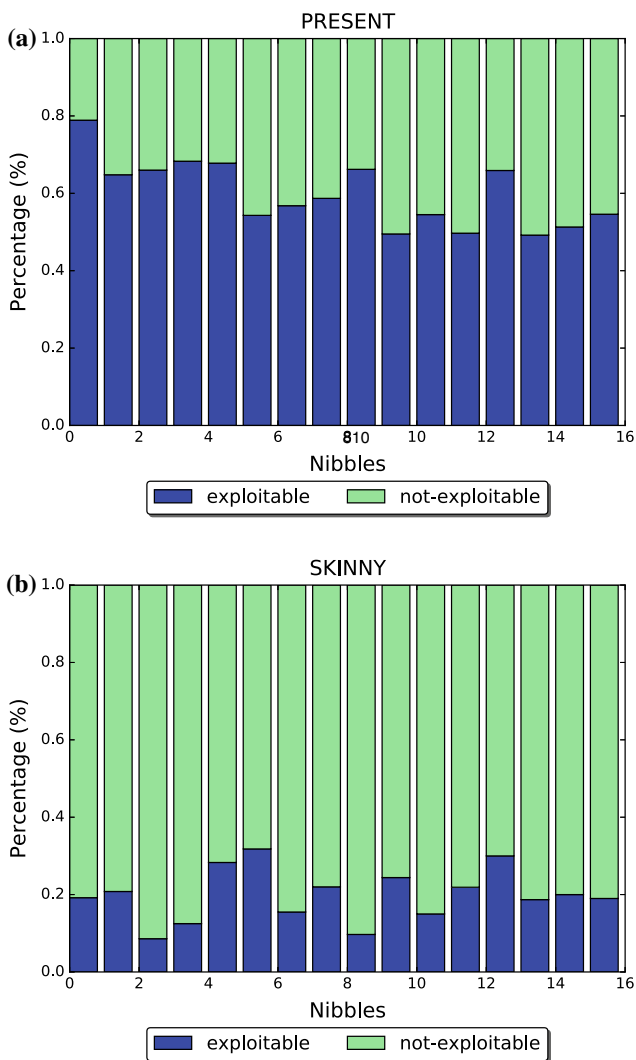 (a)
PRESENT
1.0
0.8
0.6
0.4
0.2
0.0
Percentage (%)
0 2 4 6 8 810 10 12 14 16
Nibbles
exploitable not-exploitable
(b)
SKINNY
1.0
0.8
0.6
0.4
0.2
0.0
Percentage (%)
0 2 4 6 8 10 12 14 16
Nibbles
exploitable not-exploitable